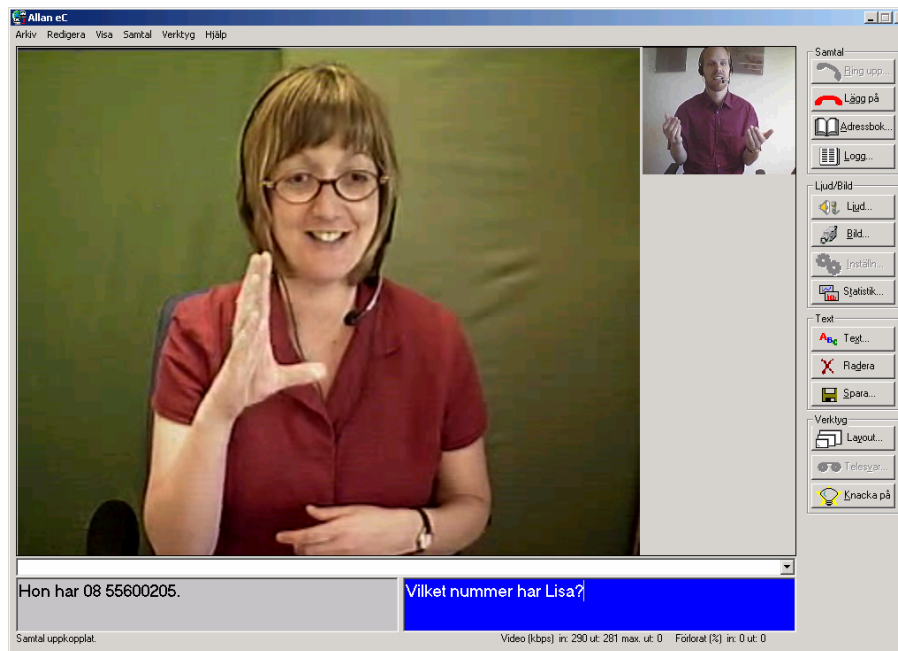 Allan eC
Arkiv Redigera Visa Samtal Verktyg Hjälp
Samtal
Ring upp...
Lägg på
Adressbok...
Logg...
Ljud/Bild
Ljud...
Bild...
Inställn...
Statistik...
Text
Text...
Radera
Spara...
Verktyg
Layout...
Telesvar...
Knacka på
Hon har 08 55600205.
Vilket nummer har Lisa?
Samtal uppkopplat.
Video (kbps) in: 290 ut: 281 max. ut: 0 Förlorat (%) in: 0 ut: 0